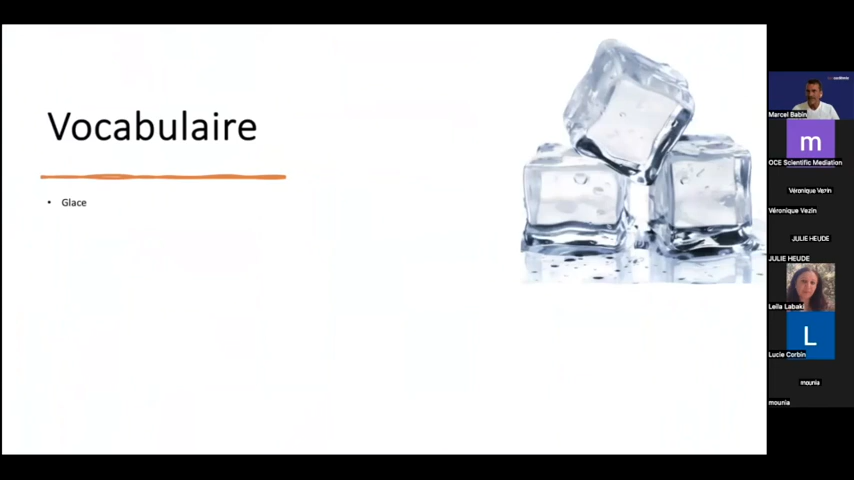 Vocabulaire
• Glace
Marcel Babin
m
OCE Scientific Mediation
Véronique Vezin
Véronique Vezin
JULIE HEUDE
JULIE HEUDE
Leïla Labaki
L
Lucie Corbin
mounia
mounia